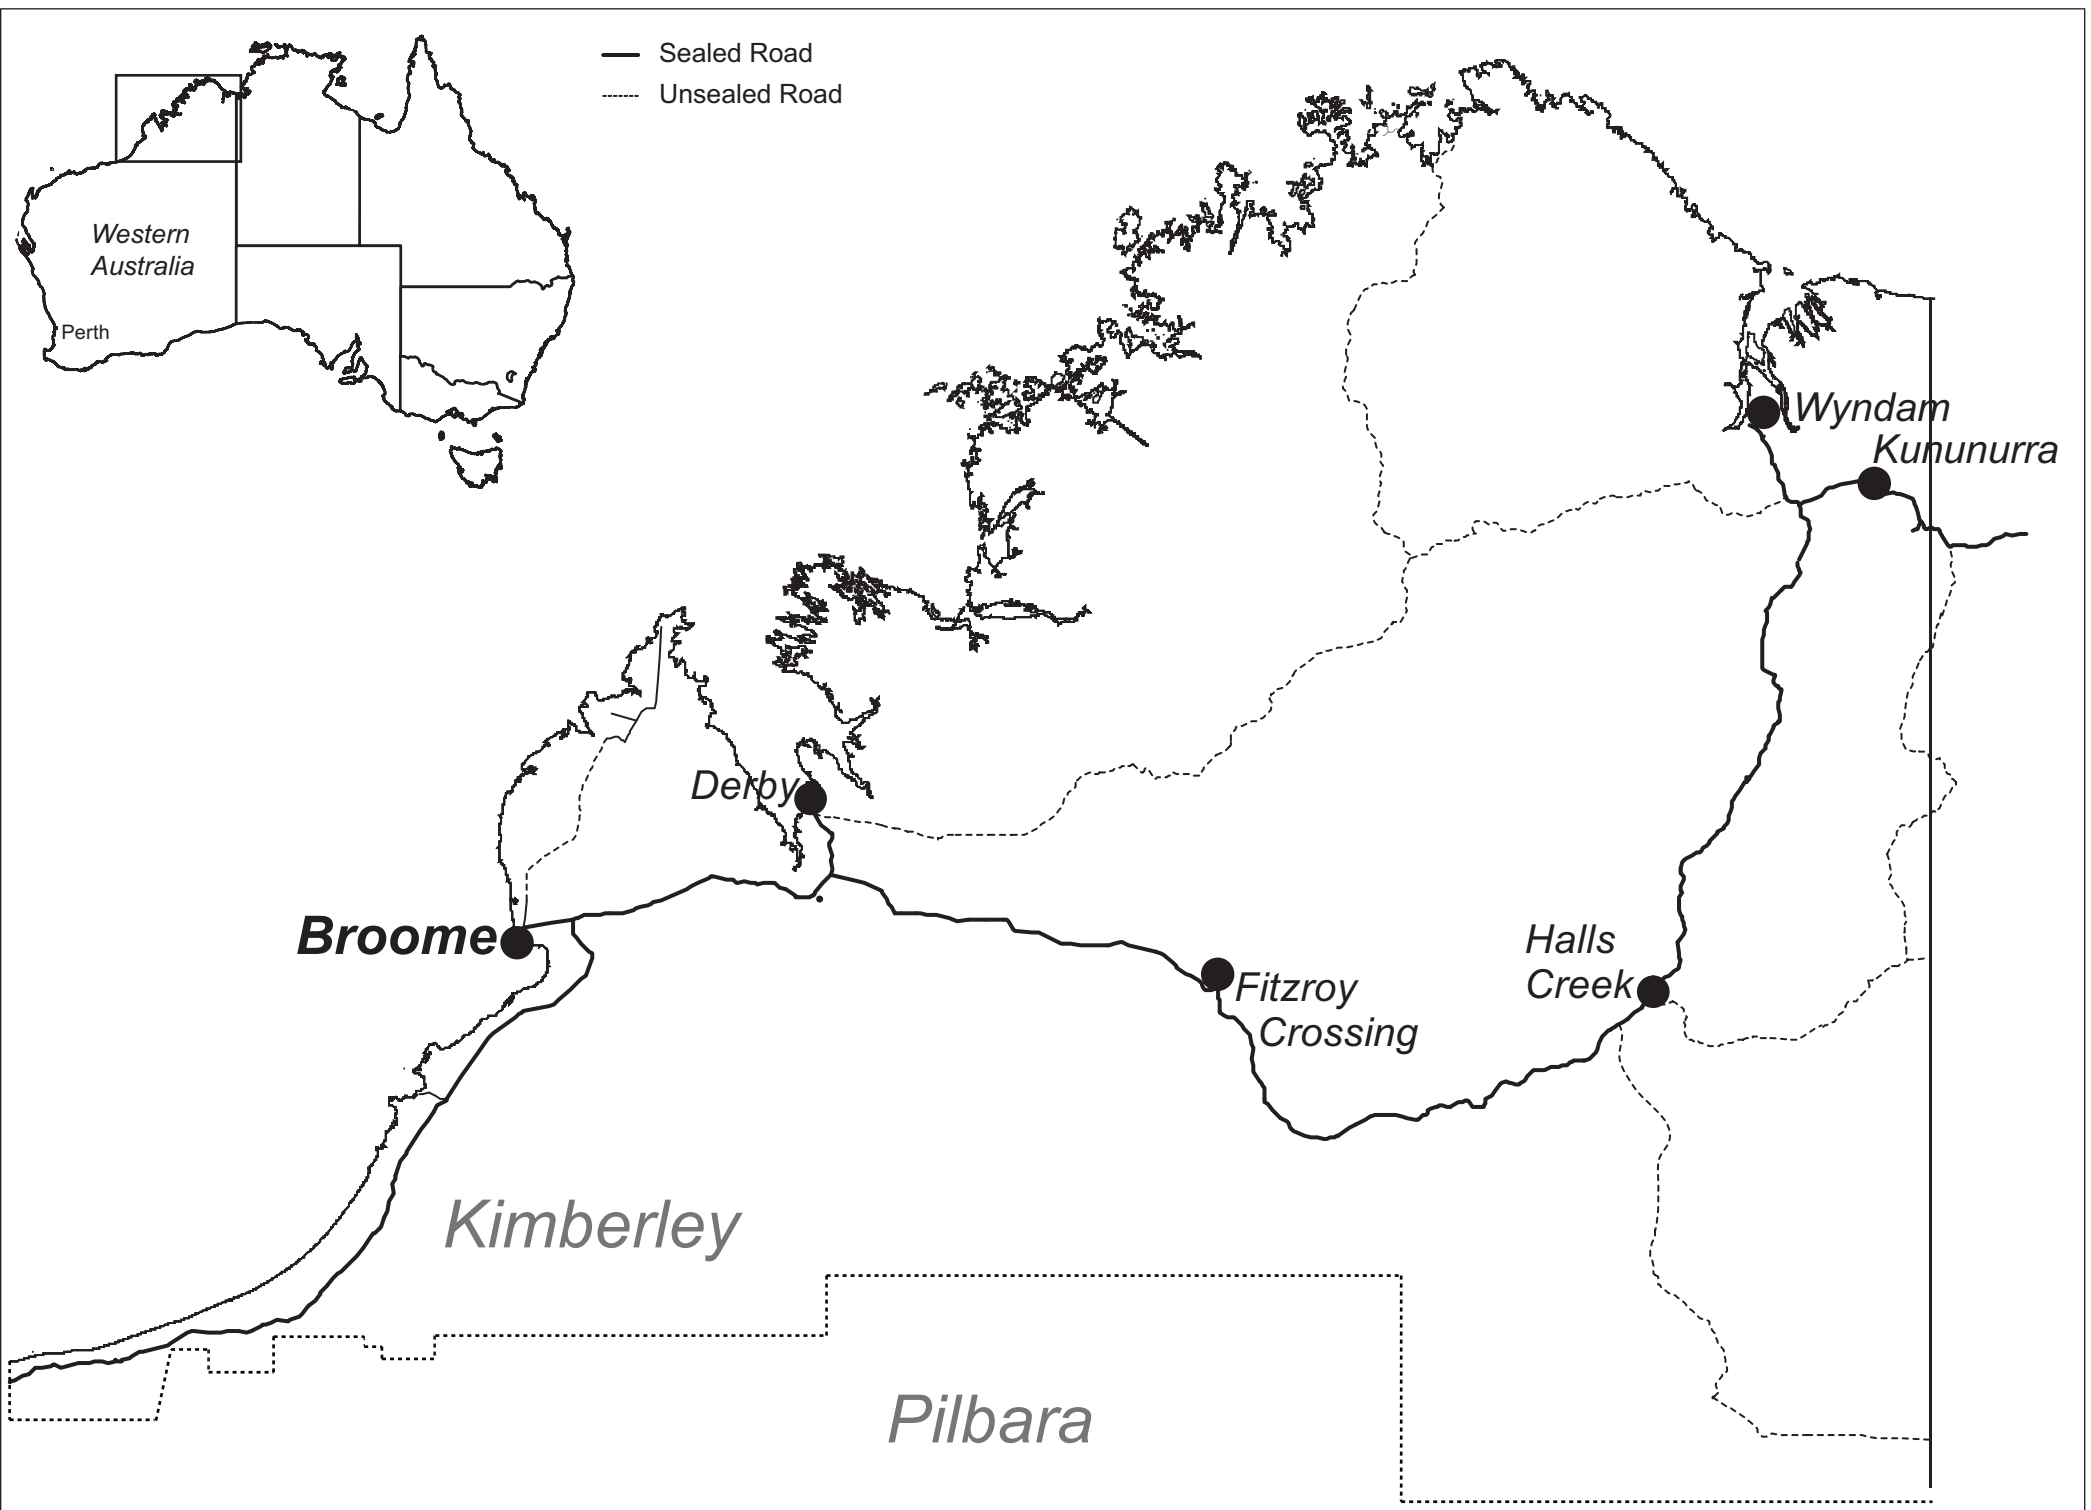 Sealed Road
Unsealed Road
Western
Australia
Perth
Wyndam
Kununurra
Derby
Broome
Halls
Creek
Fitzroy
Crossing
Kimberley
Pilbara